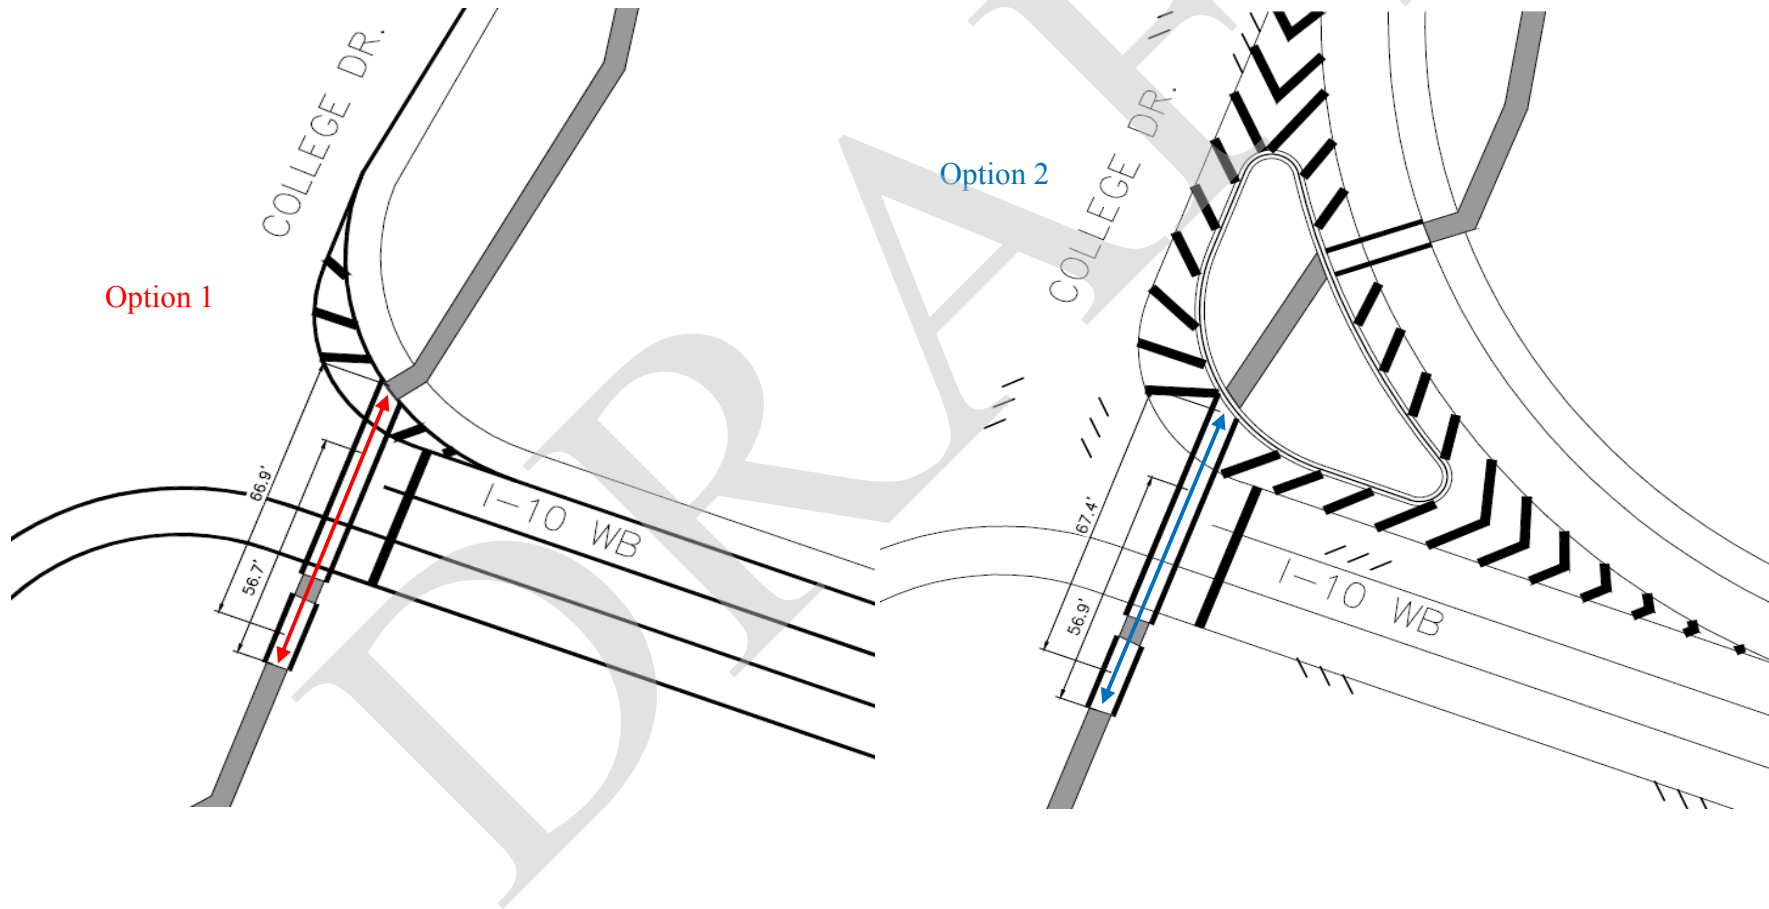 COLLEGE DR.
Option 1
66.9'
56.7'
I-10 WB
COLLEGE DR.
Option 2
67.4'
56.9'
I-10 WB
DRAF